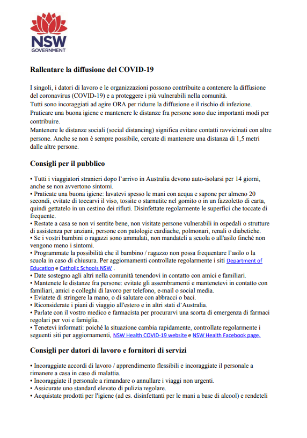 NSW
GOVERNMENT
Rallentare la diffusione del COVID-19
I singoli, i datori di lavoro e le organizzazioni possono contribuire a contenere la diffusione
del coronavirus (COVID-19) e a proteggere i più vulnerabili nella comunità.
Tutti sono incoraggiati ad agire ORA per ridurre la diffusione e il rischio di infezione.
Praticare una buona igiene e mantenere le distanze fra persone sono due importanti modi per
contribuire.
Mantenere le distanze sociali (social distancing) significa evitare contatti ravvicinati con altre
persone. Anche se non è sempre possibile, cercate di mantenere una distanza di 1,5 metri
dalle altre persone.
Consigli per il pubblico
• Tutti i viaggiatori stranieri dopo l'arrivo in Australia devono auto-isolarsi per 14 giorni,
anche se non avvertono sintomi.
• Praticate una buona igiene: lavatevi spesso le mani con acqua e sapone per almeno 20
secondi, evitate di toccarvi il viso, tossite o starnutite nel gomito o in un fazzoletto di carta,
quindi gettatelo in un cestino dei rifiuti. Disinfettate regolarmente le superfici che toccate di
frequente.
• Restate a casa se non vi sentite bene, non visitate persone vulnerabili in ospedali o strutture
di assistenza per anziani, persone con patologie cardiache, polmonari, renali o diabetiche.
• Se i vostri bambini o ragazzi sono ammalati, non mandateli a scuola o all'asilo finché non
vengono meno i sintomi.
• Programmate la possibilità che il bambino / ragazzo non possa frequentare l'asilo o la
scuola in caso di chiusura. Per aggiornamenti controllate regolarmente i siti Department of
Education e Catholic Schools NSW
• Date sostegno agli altri nella comunità tenendovi in contatto con amici e familiari.
• Mantenete le distanze fra persone: evitate gli assembramenti e mantenetevi in contatto con
familiari, amici e colleghi di lavoro per telefono, e-mail o social media.
• Evitate di stringere la mano, o di salutare con abbracci o baci.
• Riconsiderate i piani di viaggio all'estero e in altri stati d'Australia.
• Parlate con il vostro medico e farmacista per procurarvi una scorta di emergenza di farmaci
regolari per voi e famiglia.
• Tenetevi informati: poiché la situazione cambia rapidamente, controllate regolarmente i
seguenti siti per aggiornamenti, NSW Health COVID-19 website e NSW Health Facebook page.
Consigli per datori di lavoro e fornitori di servizi
• Incoraggiate accordi di lavoro / apprendimento flessibili e incoraggiate il personale a
rimanere a casa in caso di malattia.
• Incoraggiate il personale a rimandare o annullare i viaggi non urgenti.
• Assicurate uno standard elevato di pulizia regolare.
• Acquistate prodotti per l'igiene (ad es. disinfettanti per le mani a base di alcool) e rendeteli